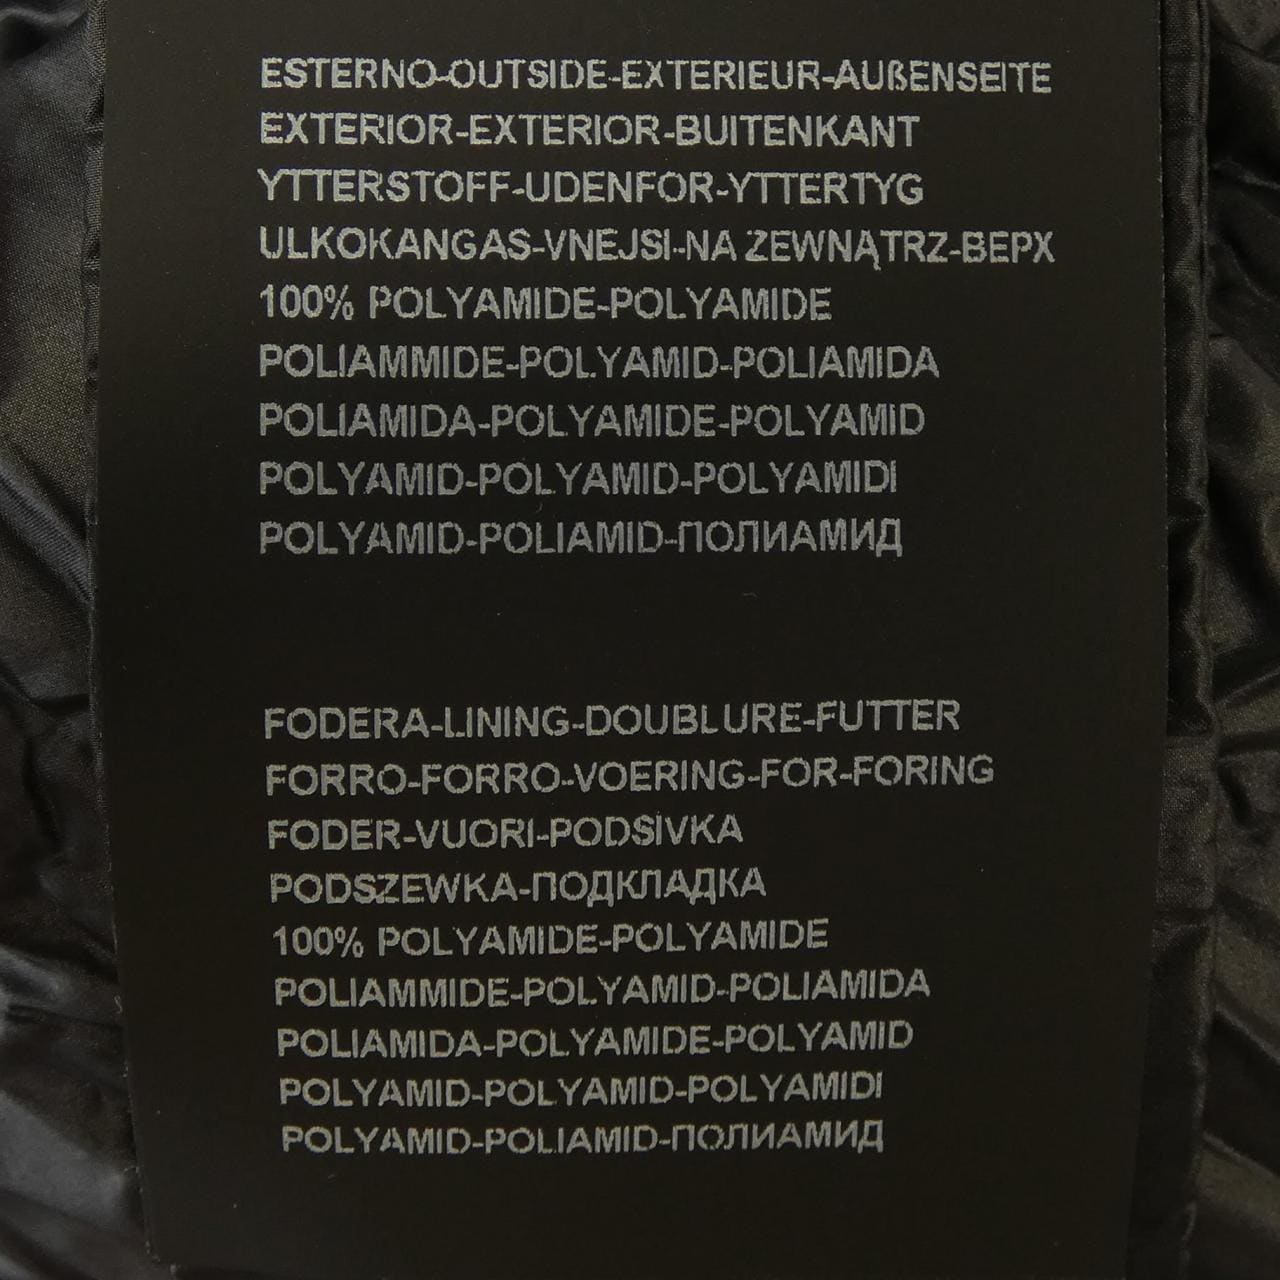 ESTERNO-OUTSIDE-EXTERIEUR-AUßENSEITE
EXTERIOR-EXTERIOR-BUITENKANT
YTTERSTOFF-UDENFOR-YTTERTYG
ULKOKANGAS-VNEJSI-NA ZEWNĄTRZ-ВЕРХ
100% POLYAMIDE-POLYAMIDE
POLIAMMIDE-POLYAMID-POLIAMIDA
POLIAMIDA-POLYAMIDE-POLYAMID
POLYAMID-POLYAMID-POLYAMIDI
POLYAMID-POLIAMID-ПОЛИАМИД
FODERA-LINING-DOUBLURE-FUTTER
FORRO-FORRO-VOERING-FOR-FORING
FODER-VUORI-PODSIVKA
PODSZEWKA-ПОДКЛАДКА
100% POLYAMIDE-POLYAMIDE
POLIAMMIDE-POLYAMID-POLIAMIDA
POLIAMIDA-POLYAMIDE-POLYAMID
POLYAMID-POLYAMID-POLYAMIDI
POLYAMID-POLIAMID-ПОЛИАМИД